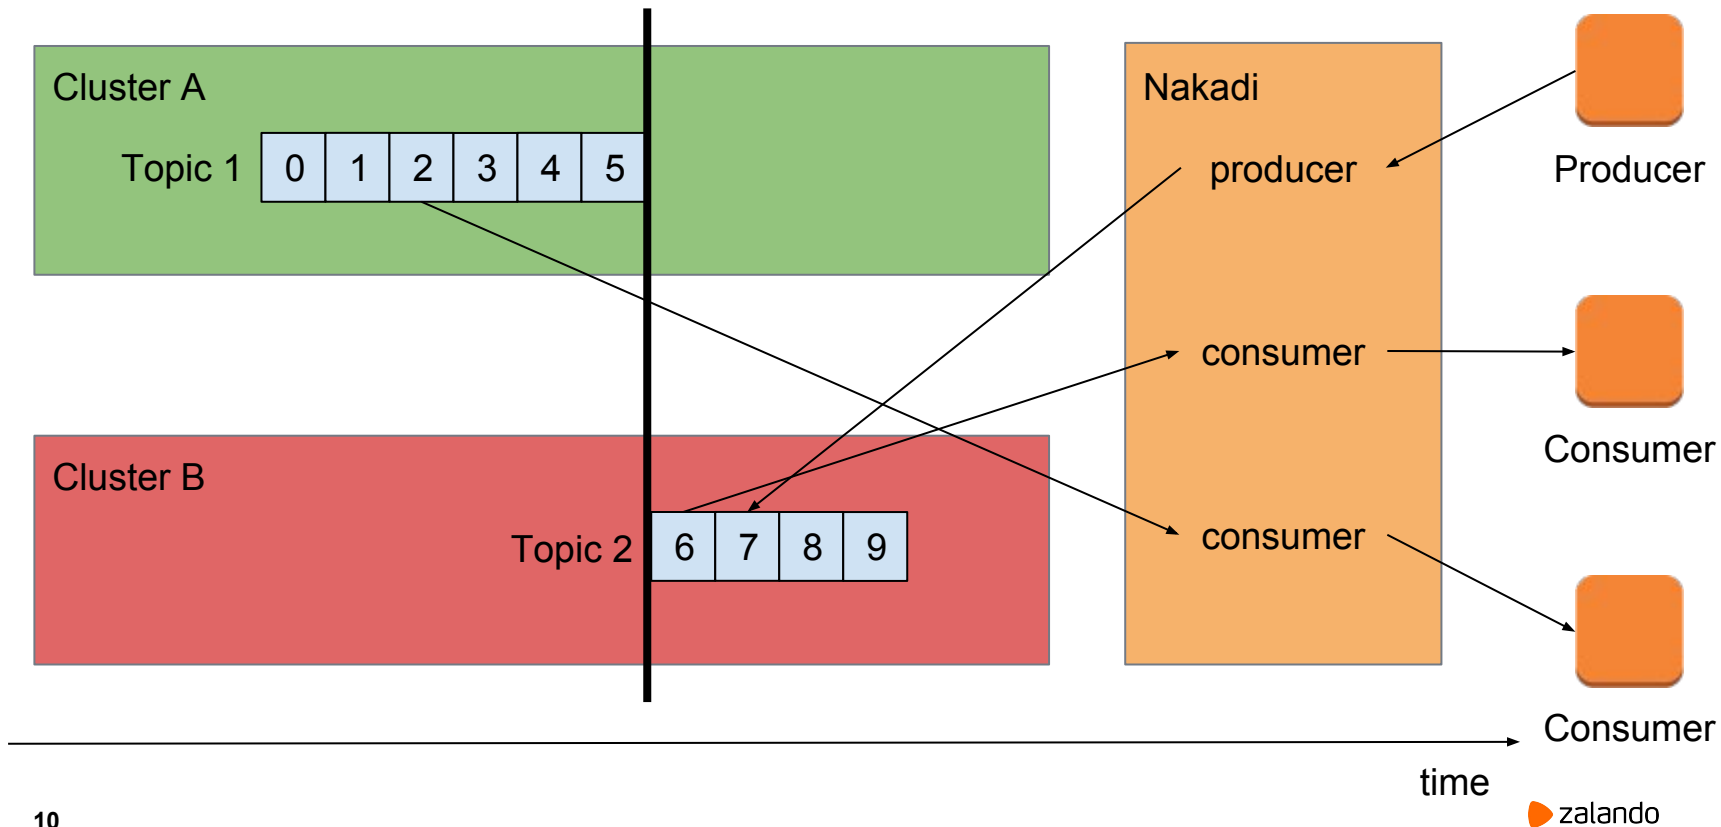 Cluster A
Topic 1 0 1 2 3 4 5
Nakadi
producer
Producer
consumer
Consumer
Cluster B
Topic 2 6 7 8 9
consumer
Consumer
time
10
zalando